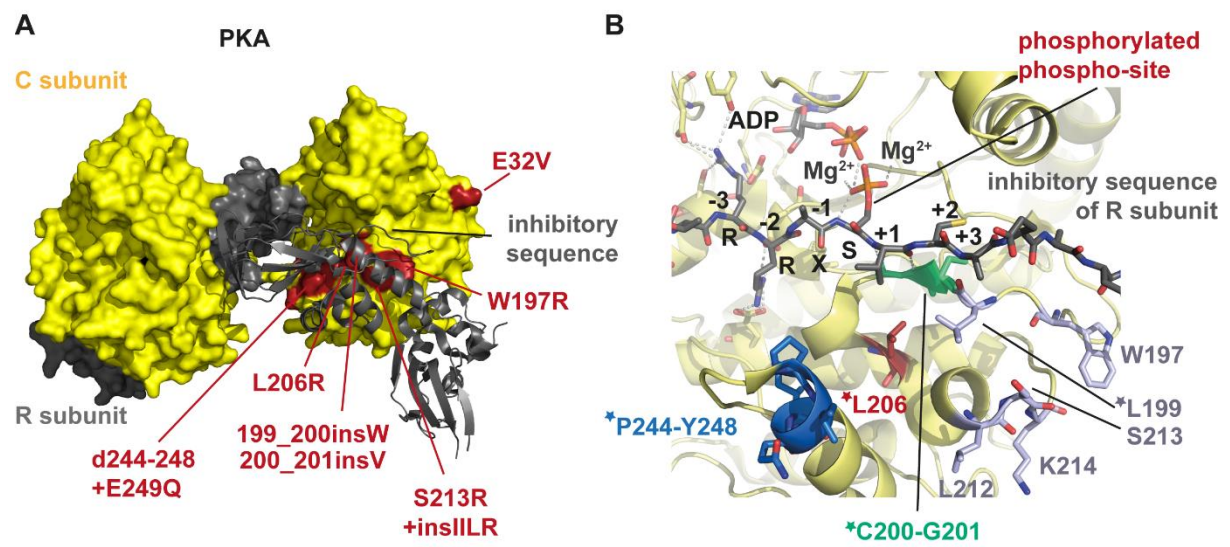 A
PKA
C subunit
E32V
inhibitory
sequence
W197R
L206R
R subunit
199_200insW
200_201insV
d244-248
+E249Q
S213R
+insIILR
B
phosphorylated
phospho-site
ADP
Mg2+
Mg2+
inhibitory sequence
of R subunit
-3
-2
-1
+1
+2
+3
R
R
X
S
W197
★L199
S213
★L206
★P244-Y248
K214
L212
★C200-G201